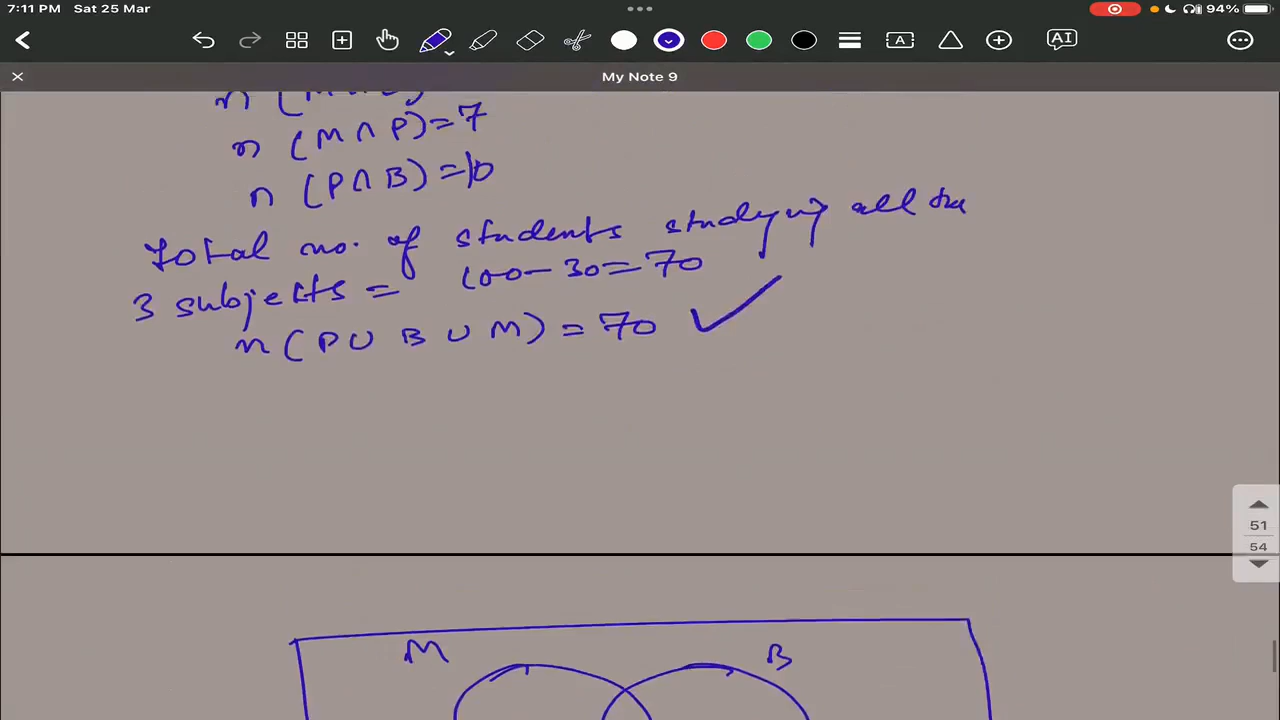 7:11 PM Sat 25 Mar
94%
A
AI
My Note 9
n (M ∩ P) = 7
n (P ∩ B) = 10
Total no. of students studying all the
3 subjects = 100 - 30 = 70
n (P ∪ B ∪ M) = 70
51
54
M B